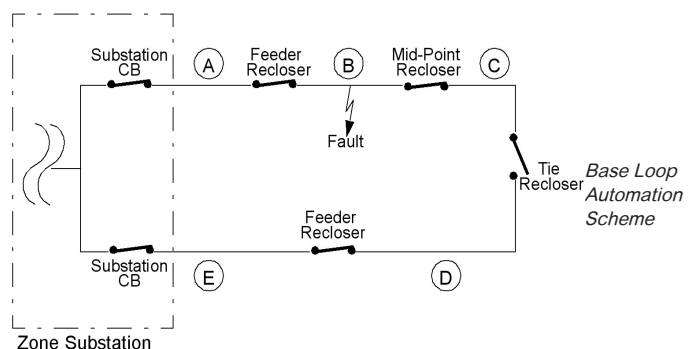 Substation
CB
A
Feeder
Recloser
B
Mid-Point
Recloser
C
Fault
Tie
Recloser
Base Loop
Automation
Scheme
Feeder
Recloser
Substation
CB
E
D
Zone Substation